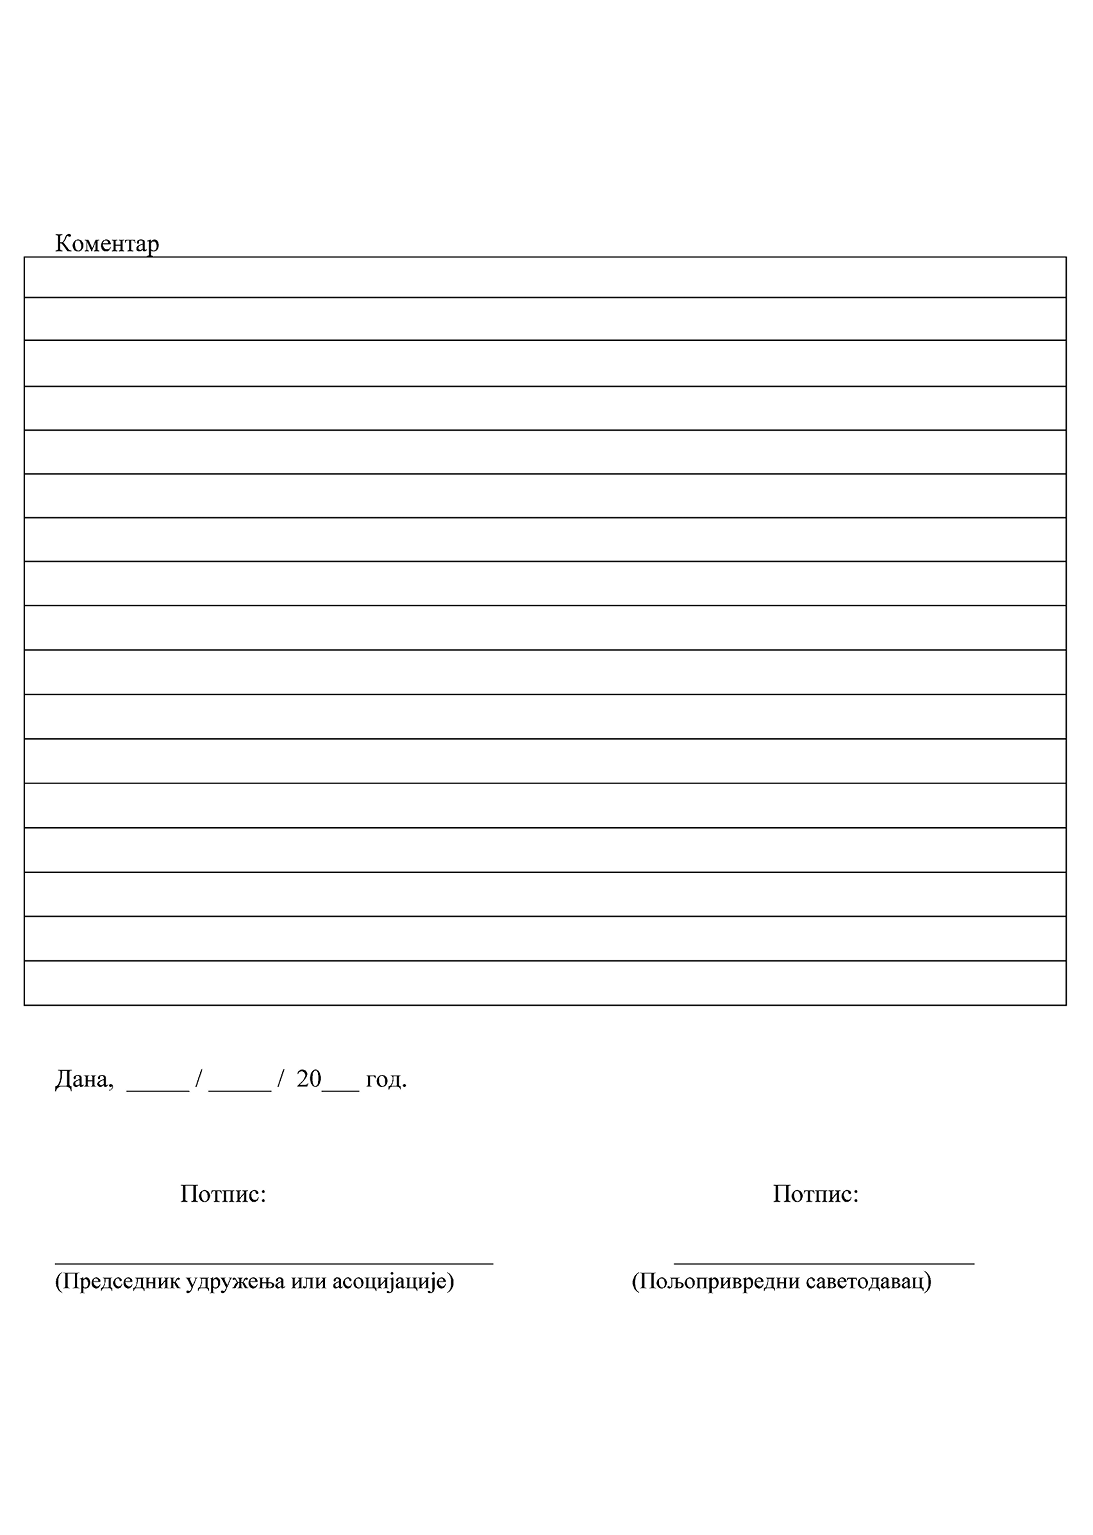 Коментар
Дана, _____ / _____ / 20___ год.
Потпис: Потпис:
(Председник удружења или асоцијације) (Пољопривредни саветодавац)